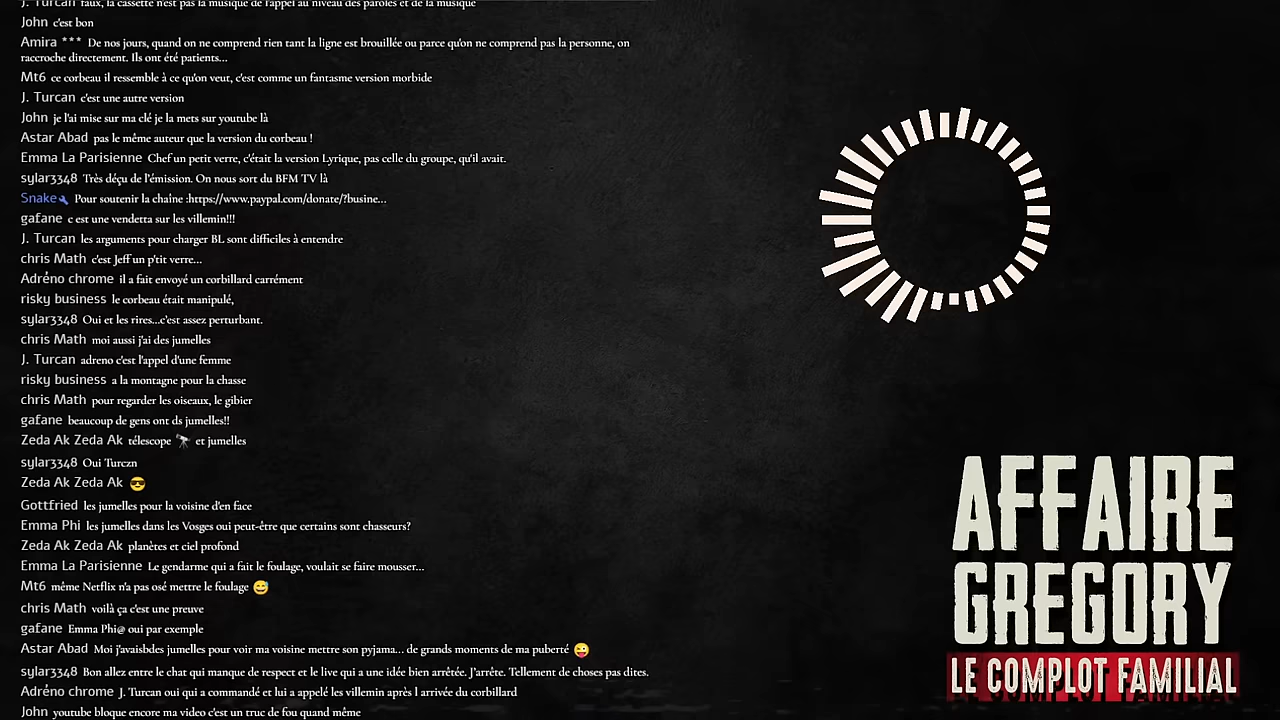 J. Turcan faux, la cassette n'est pas la musique de l'appel au niveau des paroles et de la musique
John c'est bon
Amira *** De nos jours, quand on ne comprend rien tant la ligne est brouillée ou parce qu'on ne comprend pas la personne, on
raccroche directement. Ils ont été patients...
Mt6 ce corbeau il ressemble à ce qu'on veut, c'est comme un fantasme version morbide
J. Turcan c'est une autre version
John je l'ai mise sur ma clé je la mets sur youtube là
Astar Abad pas le même auteur que la version du corbeau !
Emma La Parisienne Chef un petit verre, c'était la version Lyrique, pas celle du groupe, qu'il avait.
sylar3348 Très déçu de l'émission. On nous sort du BFM TV là
Snake🔧 Pour soutenir la chaîne :https://www.paypal.com/donate/?busine...
gafane c est une vendetta sur les villemin!!!
J. Turcan les arguments pour charger BL sont difficiles à entendre
chris Math c'est Jeff un p'tit verre...
Adréno chrome il a fait envoyé un corbillard carrément
risky business le corbeau était manipulé,
sylar3348 Oui et les rires...c'est assez perturbant.
chris Math moi aussi j'ai des jumelles
J. Turcan adreno c'est l'appel d'une femme
risky business a la montagne pour la chasse
chris Math pour regarder les oiseaux, le gibier
gafane beaucoup de gens ont ds jumelles!!
Zeda Ak Zeda Ak télescope 🔭 et jumelles
sylar3348 Oui Turczn
Zeda Ak Zeda Ak 😎
Gottfried les jumelles pour la voisine d'en face
Emma Phi les jumelles dans les Vosges oui peut-être que certains sont chasseurs?
Zeda Ak Zeda Ak planètes et ciel profond
Emma La Parisienne Le gendarme qui a fait le foulage, voulait se faire mousser...
Mt6 même Netflix n'a pas osé mettre le foulage 😅
chris Math voilà ça c'est une preuve
gafane Emma Phi@ oui par exemple
Astar Abad Moi j'avaisbdes jumelles pour voir ma voisine mettre son pyjama... de grands moments de ma puberté 😜
sylar3348 Bon allez entre le chat qui manque de respect et le live qui a une idée bien arrêtée. J'arrête. Tellement de choses pas dites.
Adréno chrome J. Turcan oui qui a commandé et lui a appelé les villemin après l arrivée du corbillard
John youtube bloque encore ma video c'est un truc de fou quand même
AFFAIRE
GREGORY
LE COMPLOT FAMILIAL